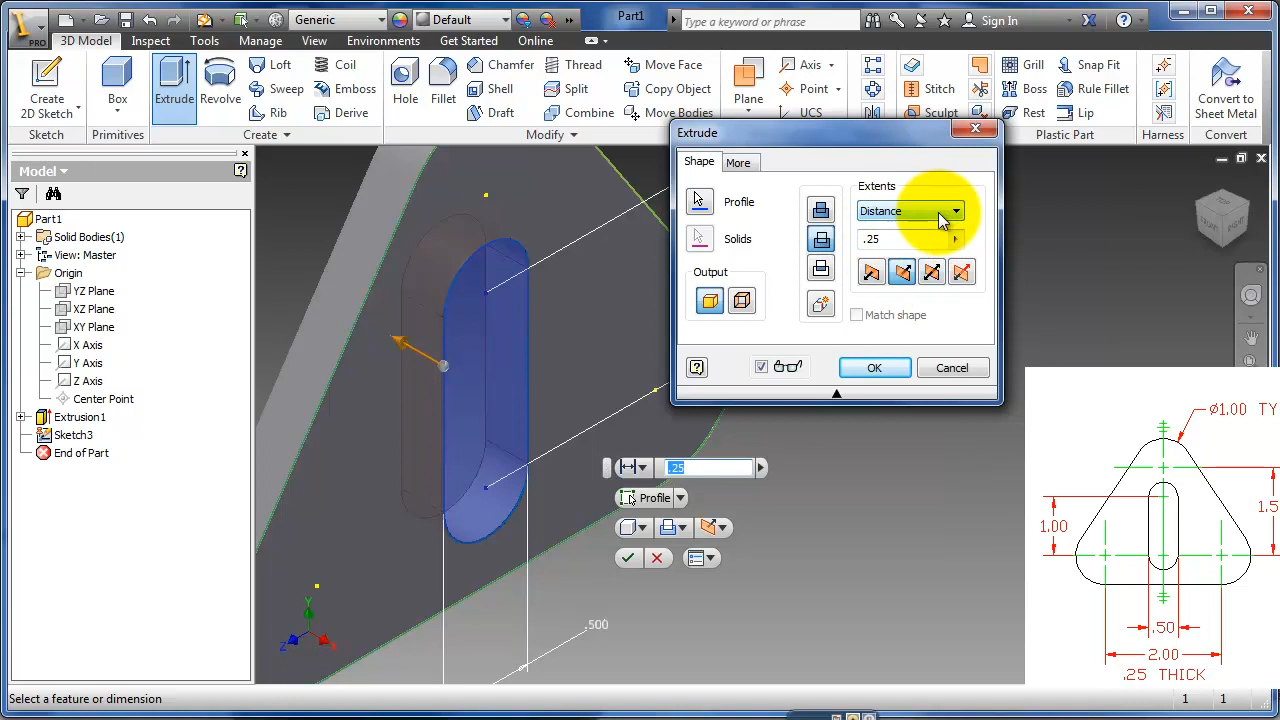 Generic
Default
Part1
Type a keyword or phrase
Sign In
PRO
3D Model
Inspect
Tools
Manage
View
Environments
Get Started
Online
Create
2D Sketch
Box
Extrude
Revolve
Loft
Sweep
Rib
Coil
Emboss
Derive
Hole
Fillet
Chamfer
Shell
Draft
Thread
Split
Combine
Move Face
Copy Object
Move Bodies
Plane
Axis
Point
UCS
Stitch
Sculpt
Grill
Boss
Rest
Snap Fit
Rule Fillet
Lip
Convert to
Sheet Metal
Sketch
Primitives
Create
Modify
Plastic Part
Harness
Convert
Model
Part1
Solid Bodies(1)
View: Master
Origin
YZ Plane
XZ Plane
XY Plane
X Axis
Y Axis
Z Axis
Center Point
Extrusion1
Sketch3
End of Part
Extrude
Shape
More
Profile
Solids
Output
Extents
Distance
.25
Match shape
OK
Cancel
.25
Profile
.500
Y
Z
X
Ø1.00 TY
1.5
1.00
.50
2.00
.25 THICK
Select a feature or dimension
1 1